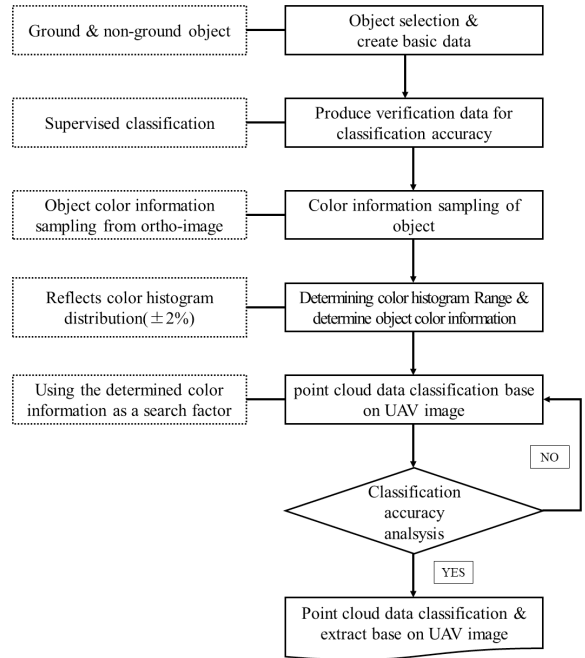 Ground & non-ground object
Object selection &
create basic data
Supervised classification
Produce verification data for
classification accuracy
Object color information
sampling from ortho-image
Color information sampling of
object
Reflects color histogram
distribution(±2%)
Determining color histogram Range &
determine object color information
Using the determined color
information as a search factor
point cloud data classification base
on UAV image
NO
Classification
accuracy
analsysis
YES
Point cloud data classification &
extract base on UAV image